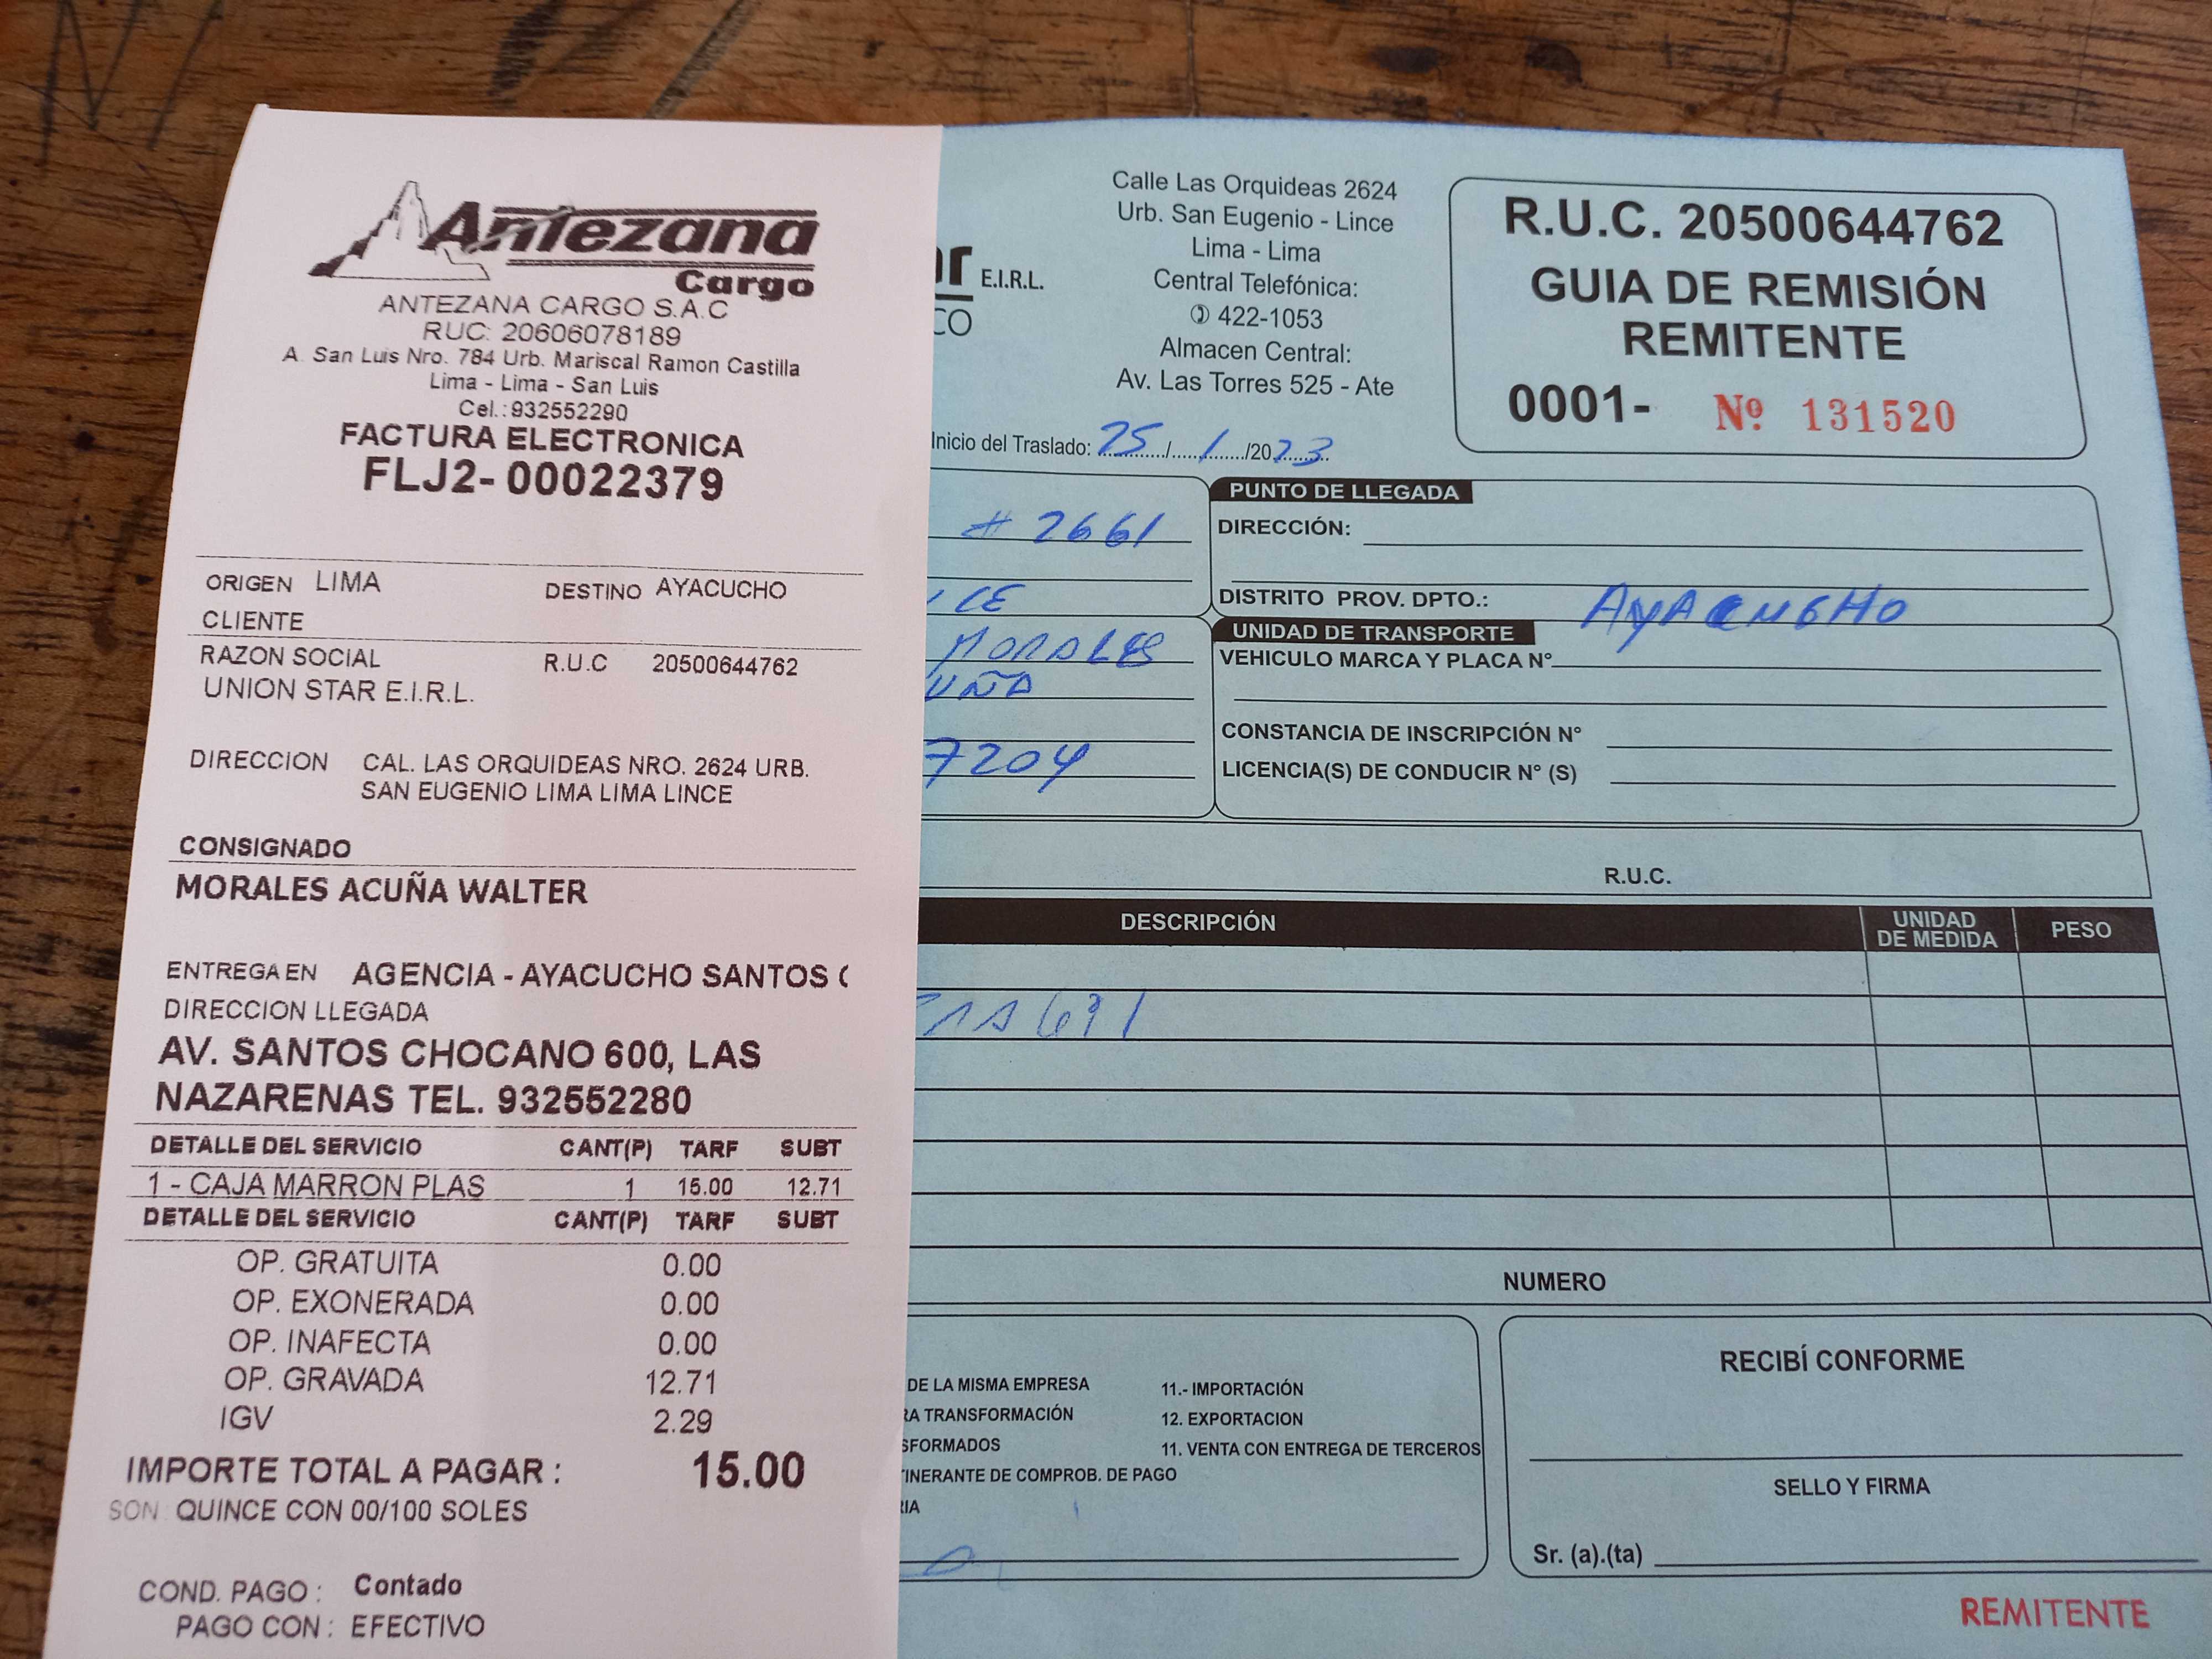 Antezana
Cargo
ANTEZANA CARGO S.A.C
RUC: 20606078189
A. San Luis Nro. 784 Urb. Mariscal Ramon Castilla
Lima - Lima - San Luis
Cel.:932552290
FACTURA ELECTRONICA
FLJ2- 00022379
ORIGEN LIMA DESTINO AYACUCHO
CLIENTE
RAZON SOCIAL R.U.C 20500644762
UNION STAR E.I.R.L.
DIRECCION CAL. LAS ORQUIDEAS NRO. 2624 URB.
SAN EUGENIO LIMA LIMA LINCE
CONSIGNADO
MORALES ACUÑA WALTER
ENTREGA EN AGENCIA - AYACUCHO SANTOS
DIRECCION LLEGADA
AV. SANTOS CHOCANO 600, LAS
NAZARENAS TEL. 932552280
DETALLE DEL SERVICIO CANT(P) TARF SUBT
1 - CAJA MARRON PLAS 1 15.00 12.71
DETALLE DEL SERVICIO CANT(P) TARF SUBT
OP. GRATUITA 0.00
OP. EXONERADA 0.00
OP. INAFECTA 0.00
OP. GRAVADA 12.71
IGV 2.29
IMPORTE TOTAL A PAGAR : 15.00
SON: QUINCE CON 00/100 SOLES
COND. PAGO : Contado
PAGO CON : EFECTIVO
E.I.R.L.
CO
Calle Las Orquideas 2624
Urb. San Eugenio - Lince
Lima - Lima
Central Telefónica:
422-1053
Almacen Central:
Av. Las Torres 525 - Ate
R.U.C. 20500644762
GUIA DE REMISIÓN
REMITENTE
0001- Nº 131520
Inicio del Traslado: 25/1/2023
# 2661
CE
MORALES
UÑA
7204
PUNTO DE LLEGADA
DIRECCIÓN:
DISTRITO PROV. DPTO.: AYACUCHO
UNIDAD DE TRANSPORTE
VEHICULO MARCA Y PLACA N°
CONSTANCIA DE INSCRIPCIÓN N°
LICENCIA(S) DE CONDUCIR N° (S)
R.U.C.
DESCRIPCIÓN UNIDAD DE MEDIDA PESO
NUMERO
DE LA MISMA EMPRESA 11.- IMPORTACIÓN
RA TRANSFORMACIÓN 12. EXPORTACION
SFORMADOS 11. VENTA CON ENTREGA DE TERCEROS
TINERANTE DE COMPROB. DE PAGO
RIA
RECIBÍ CONFORME
SELLO Y FIRMA
Sr. (a).(ta)
REMITENTE